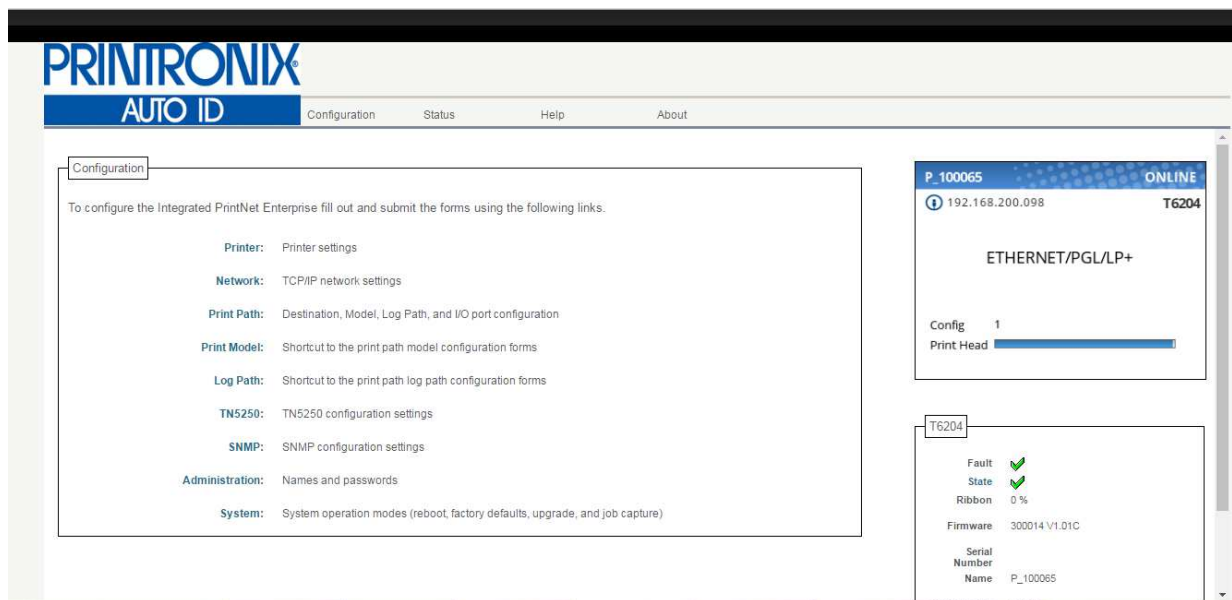 PRINTRONIX®
AUTO ID
Configuration Status Help About
Configuration
To configure the Integrated PrintNet Enterprise fill out and submit the forms using the following links.
Printer: Printer settings
Network: TCP/IP network settings
Print Path: Destination, Model, Log Path, and I/O port configuration
Print Model: Shortcut to the print path model configuration forms
Log Path: Shortcut to the print path log path configuration forms
TN5250: TN5250 configuration settings
SNMP: SNMP configuration settings
Administration: Names and passwords
System: System operation modes (reboot, factory defaults, upgrade, and job capture)
P_100065 ONLINE
192.168.200.098 T6204
ETHERNET/PGL/LP+
Config 1
Print Head
T6204
Fault
State
Ribbon 0 %
Firmware 300014 V1.01C
Serial
Number
Name P_100065